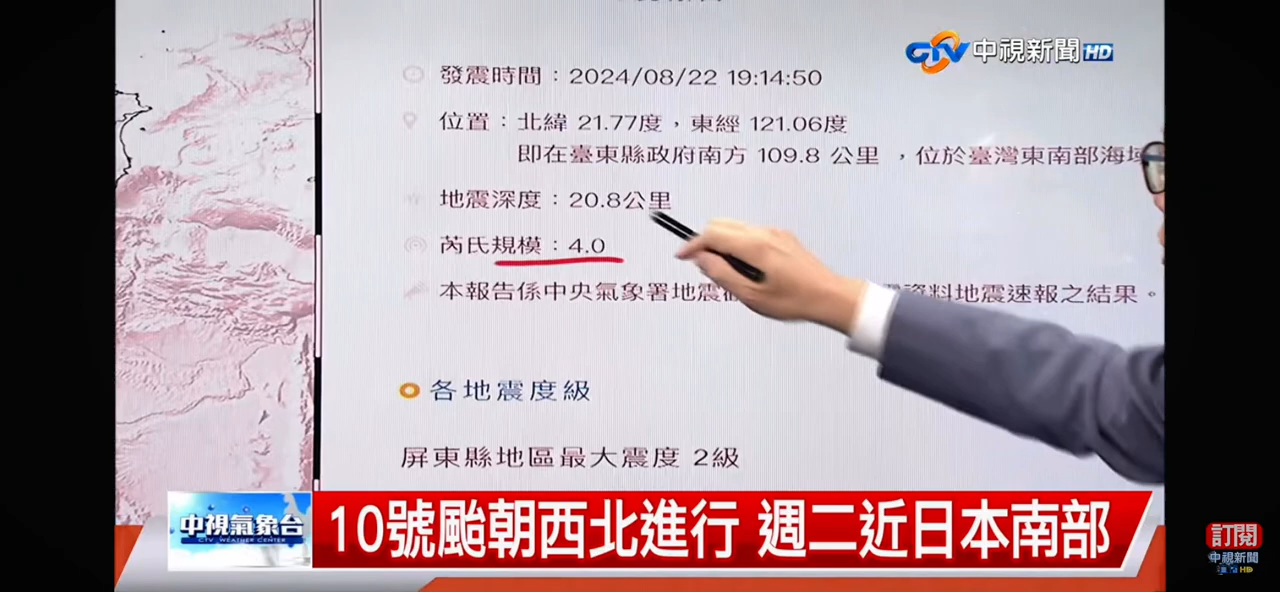 CTV 中視新聞 HD
發震時間：2024/08/22 19:14:50
位置：北緯 21.77度，東經 121.06度
即在臺東縣政府南方 109.8 公里 ，位於臺灣東南部海域
地震深度：20.8公里
芮氏規模：4.0
本報告係中央氣象署地震 資料地震速報之結果。
各地震度級
屏東縣地區最大震度 2級
中視氣象台
CTV WEATHER CENTER
10號颱朝西北進行 週二近日本南部
訂閱
中視新聞
HD